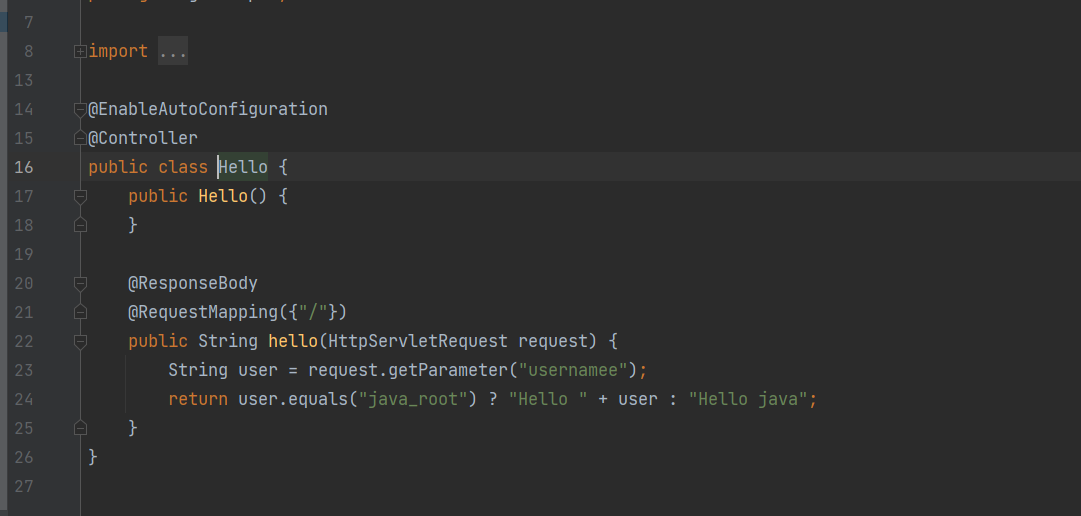 7
8 import ...
13
14 @EnableAutoConfiguration
15 @Controller
16 public class Hello {
17 public Hello() {
18 }
19
20 @ResponseBody
21 @RequestMapping({"/"})
22 public String hello(HttpServletRequest request) {
23 String user = request.getParameter("usernamee");
24 return user.equals("java_root") ? "Hello " + user : "Hello java";
25 }
26 }
27